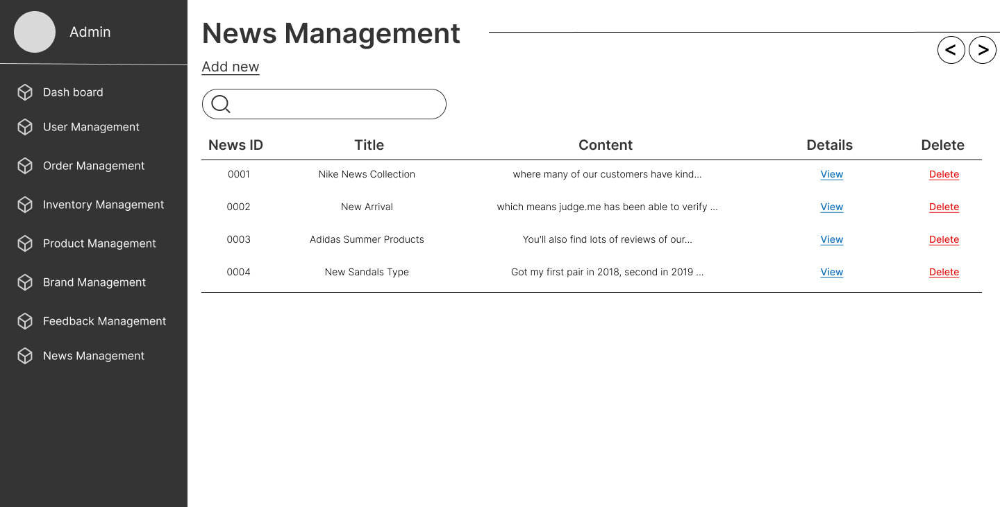 Admin
Dash board
User Management
Order Management
Inventory Management
Product Management
Brand Management
Feedback Management
News Management
News Management
< >
Add new
News ID Title Content Details Delete
0001 Nike News Collection where many of our customers have kind... View Delete
0002 New Arrival which means judge.me has been able to verify ... View Delete
0003 Adidas Summer Products You'll also find lots of reviews of our... View Delete
0004 New Sandals Type Got my first pair in 2018, second in 2019 ... View Delete